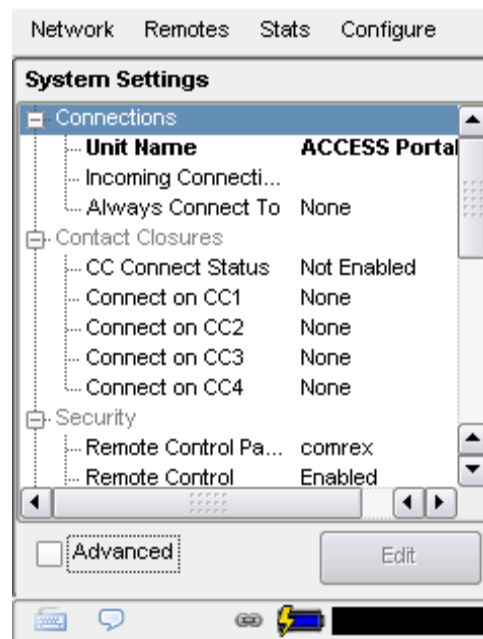 Network Remotes Stats Configure
System Settings
Connections
Unit Name ACCESS Portal
Incoming Connecti...
Always Connect To None
Contact Closures
CC Connect Status Not Enabled
Connect on CC1 None
Connect on CC2 None
Connect on CC3 None
Connect on CC4 None
Security
Remote Control Pa... comrex
Remote Control Enabled
Advanced Edit